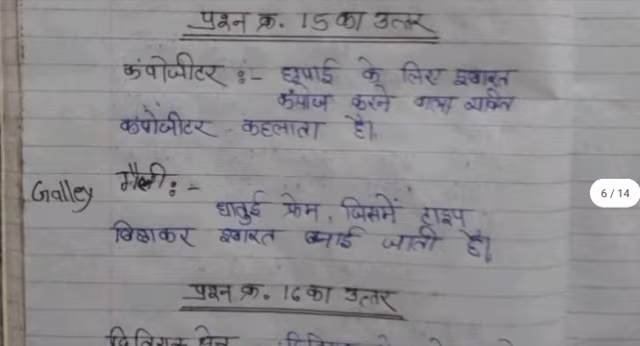 प्रश्न क्र. 15 का उत्तर
कंपोजीटर :- छपाई के लिए इबारत
कंपोज करने वाला व्यक्ति
कंपोजीटर कहलाता है।
Galley गैली :-
धातुई फ्रेम, जिसमें टाइप
बिछाकर इबारत बनाई जाती है।
6 / 14
प्रश्न क्र. 16 का उत्तर